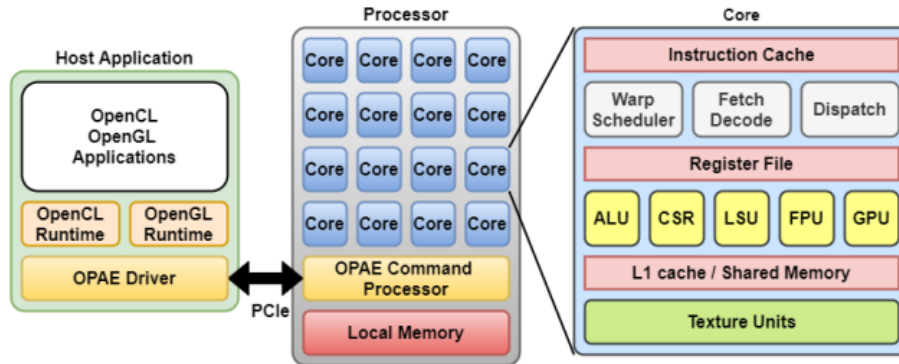 Host Application
OpenCL
OpenGL
Applications
OpenCL
Runtime
OpenGL
Runtime
OPAE Driver
PCIe
Processor
Core Core Core Core
Core Core Core Core
Core Core Core Core
Core Core Core Core
OPAE Command
Processor
Local Memory
Core
Instruction Cache
Warp
Scheduler
Fetch
Decode
Dispatch
Register File
ALU CSR LSU FPU GPU
L1 cache / Shared Memory
Texture Units